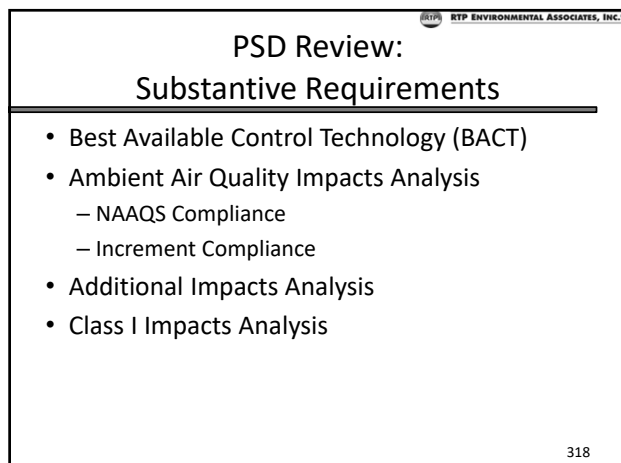 RTP ENVIRONMENTAL ASSOCIATES, INC.
PSD Review:
Substantive Requirements
• Best Available Control Technology (BACT)
• Ambient Air Quality Impacts Analysis
– NAAQS Compliance
– Increment Compliance
• Additional Impacts Analysis
• Class I Impacts Analysis
318